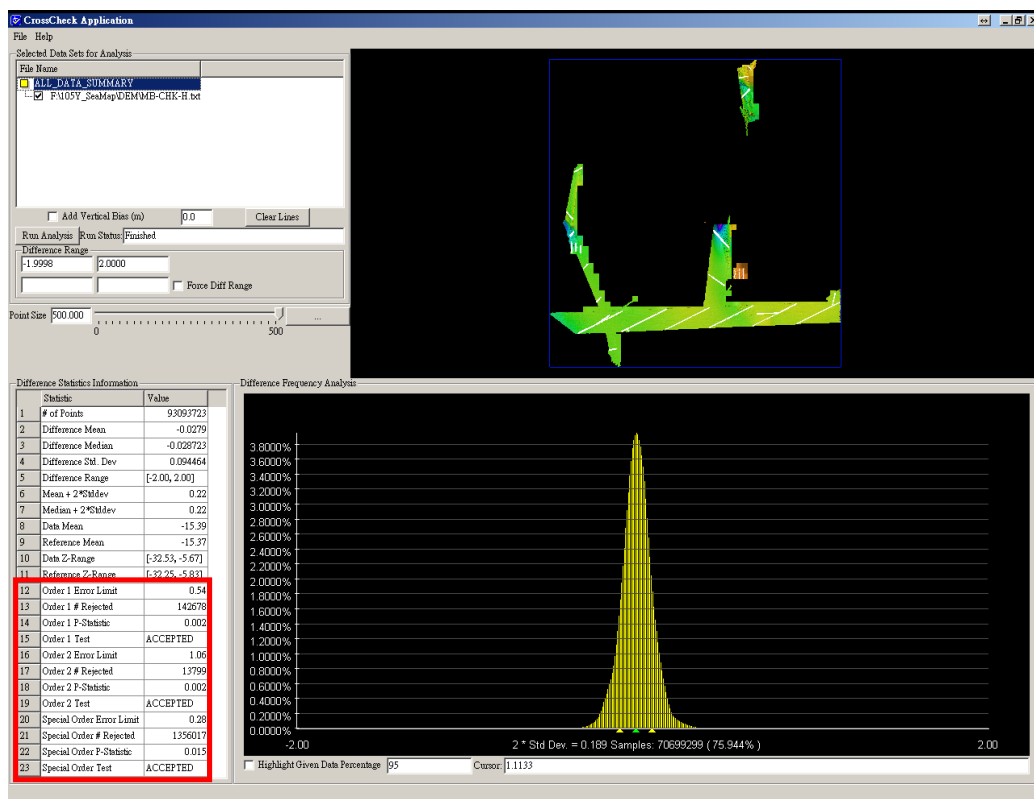 CrossCheck Application
File Help
Selected Data Sets for Analysis
File Name
ALL_DATA_SUMMARY
F:\105Y_SeaMap\DEM\MB-CHK-H.txt
Add Vertical Bias (m) 0.0 Clear Lines
Run Analysis Run Status: Finished
Difference Range
-1.9998 2.0000
Force Diff Range
Point Size 500.000 ...
0 500
Difference Statistics Information
Statistic Value
1 # of Points 93093723
2 Difference Mean -0.0279
3 Difference Median -0.028723
4 Difference Std. Dev 0.094464
5 Difference Range [-2.00, 2.00]
6 Mean + 2*Stddev 0.22
7 Median + 2*Stddev 0.22
8 Data Mean -15.39
9 Reference Mean -15.37
10 Data Z-Range [-32.53, -5.67]
11 Reference Z-Range [-32.25, -5.83]
12 Order 1 Error Limit 0.54
13 Order 1 # Rejected 142678
14 Order 1 P-Statistic 0.002
15 Order 1 Test ACCEPTED
16 Order 2 Error Limit 1.06
17 Order 2 # Rejected 13799
18 Order 2 P-Statistic 0.002
19 Order 2 Test ACCEPTED
20 Special Order Error Limit 0.28
21 Special Order # Rejected 1356017
22 Special Order P-Statistic 0.015
23 Special Order Test ACCEPTED
Difference Frequency Analysis
3.8000%
3.6000%
3.4000%
3.2000%
3.0000%
2.8000%
2.6000%
2.4000%
2.2000%
2.0000%
1.8000%
1.6000%
1.4000%
1.2000%
1.0000%
0.8000%
0.6000%
0.4000%
0.2000%
0.0000%
-2.00 2 * Std Dev. = 0.189 Samples: 70699299 ( 75.944% ) 2.00
Highlight Given Data Percentage 95 Cursor: 1.1133